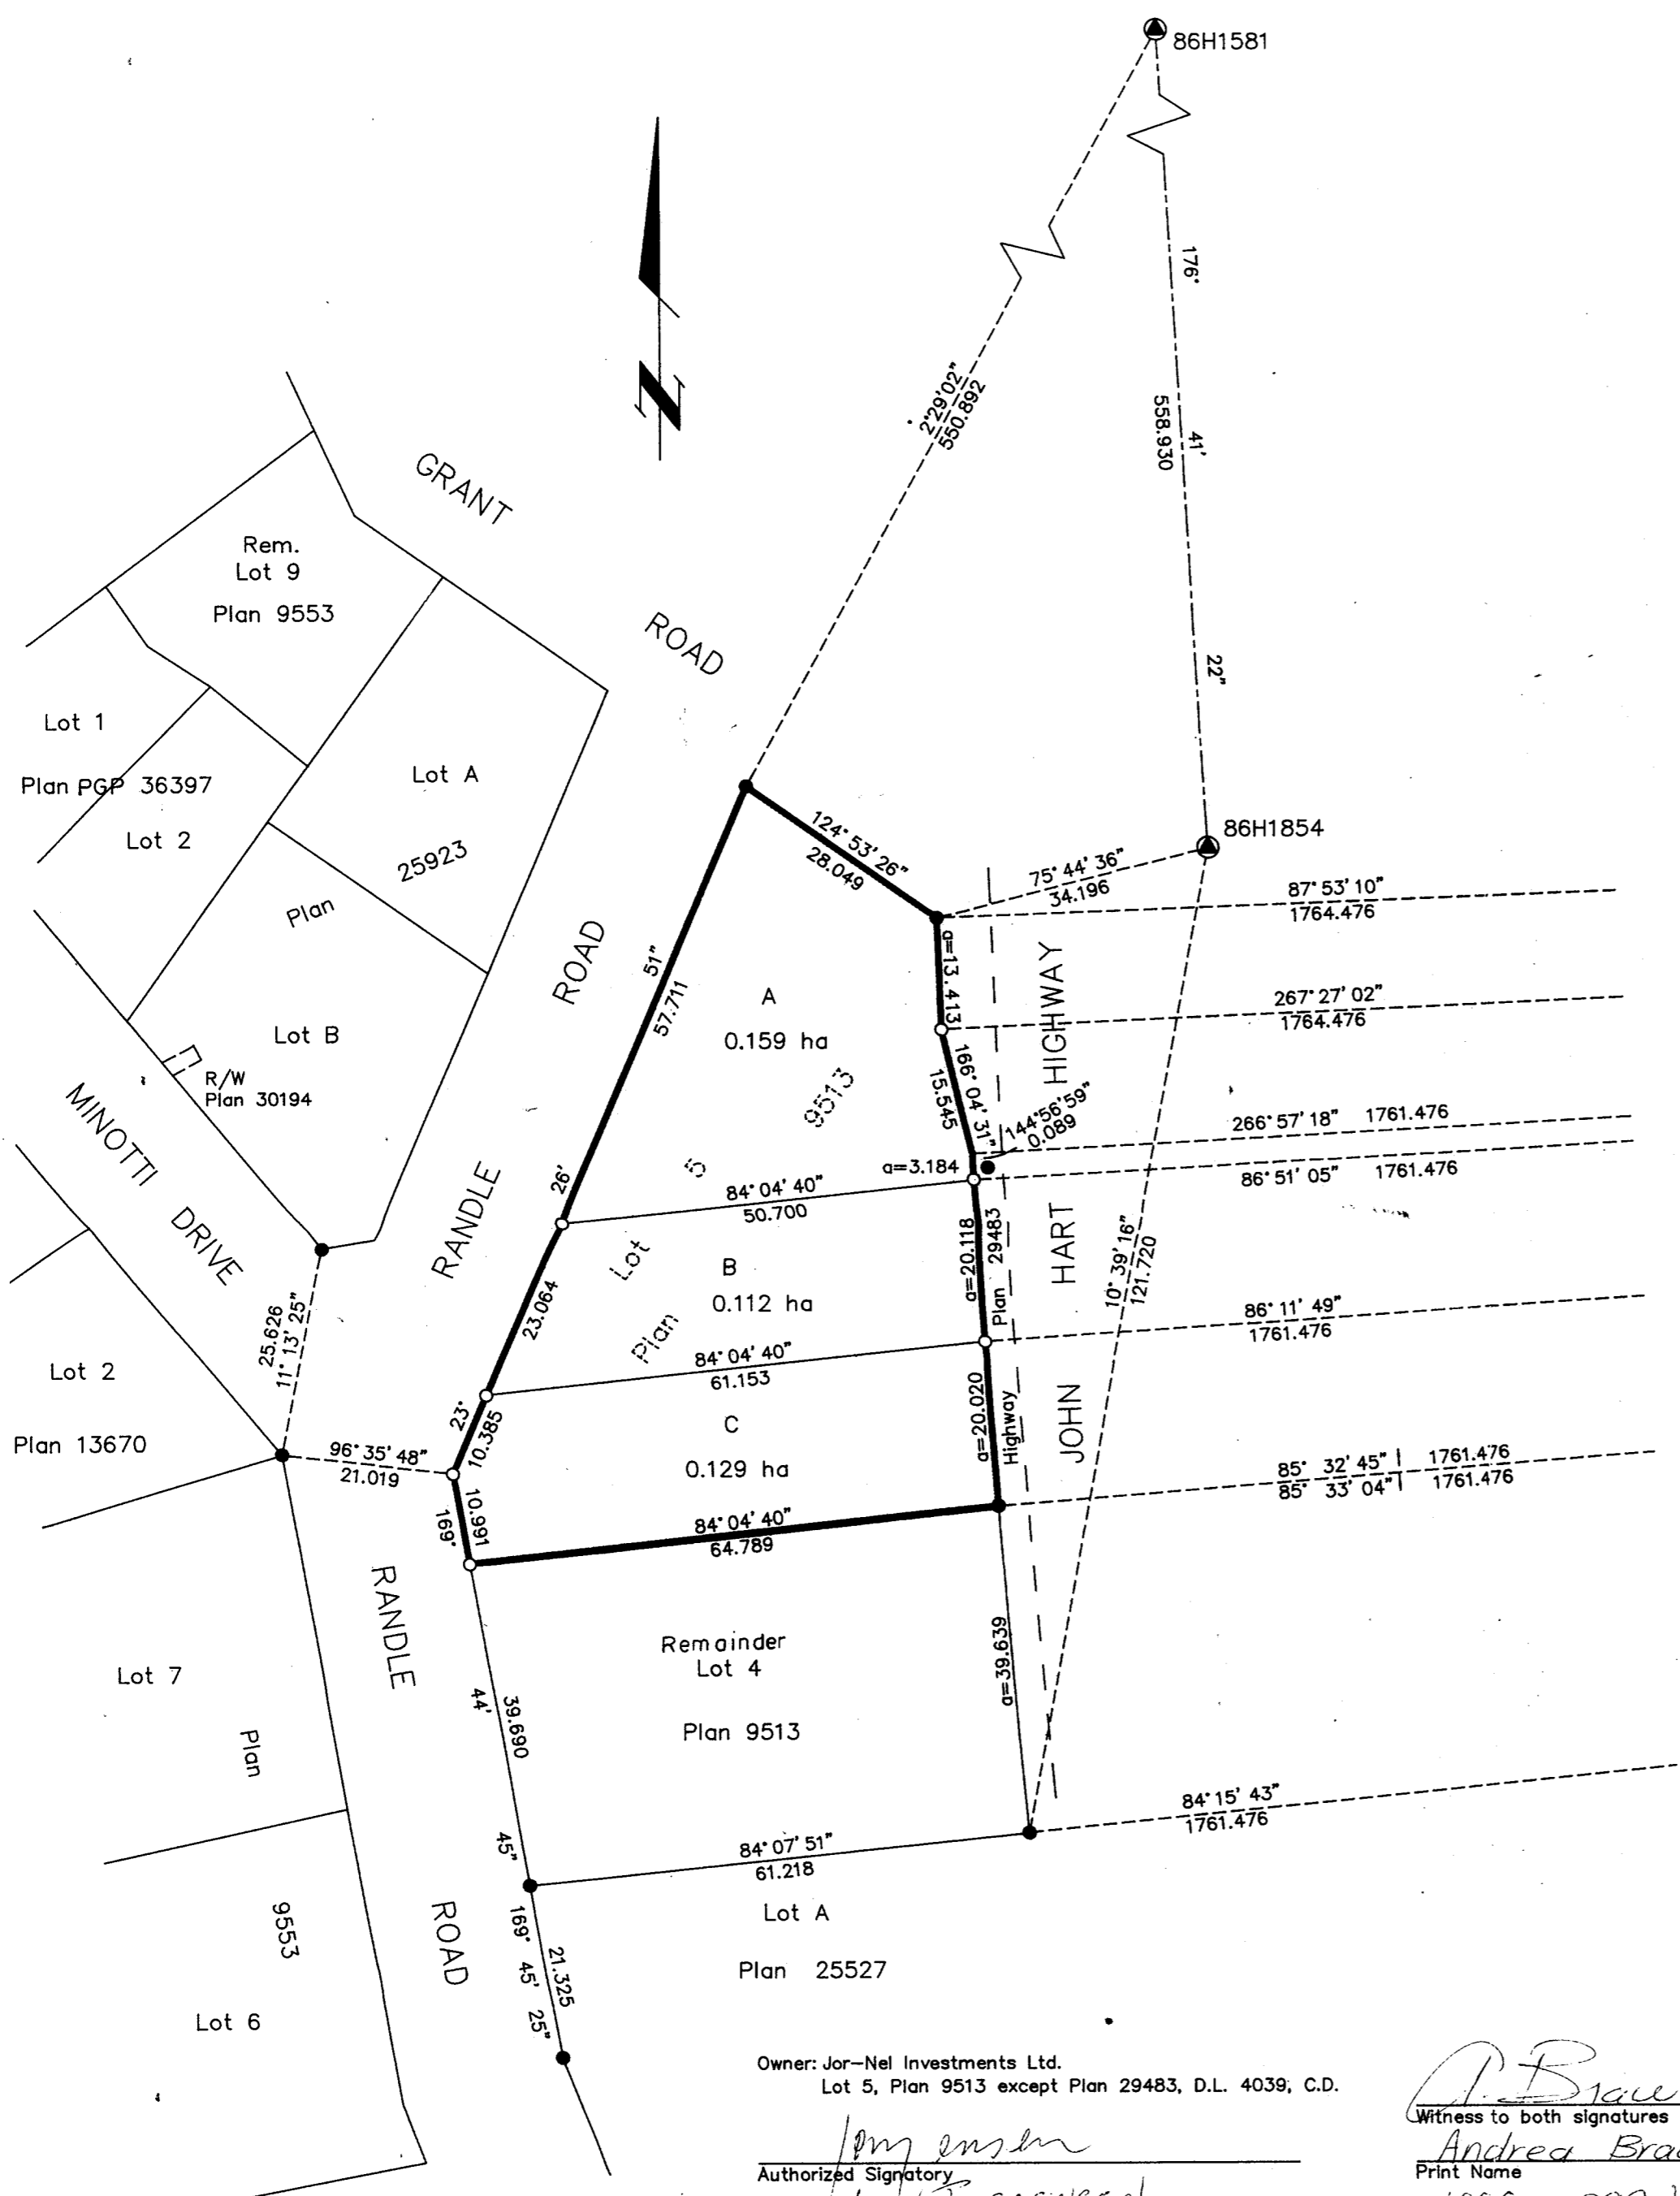 86H1581
N
176° 41' 22"
558.930
2°29'02"
550.892
GRANT ROAD
Rem.
Lot 9
Plan 9553
Lot 1
Plan PGP 36397
Lot 2
Lot A
25923
Plan
Lot B
R/W
Plan 30194
MINOTTI DRIVE
RANDLE ROAD
86H1854
124° 53' 26"
28.049
75° 44' 36"
34.196
87° 53' 10"
1764.476
a=13.413
267° 27' 02"
1764.476
166° 04' 31"
15.545
144°56'59"
0.089
266° 57' 18" 1761.476
86° 51' 05" 1761.476
a=3.184
A
0.159 ha
23° 26' 51"
57.711
23.064
10.385
Lot 5
Plan 9513
84° 04' 40"
50.700
B
0.112 ha
a=20.118
84° 04' 40"
61.153
86° 11' 49"
1761.476
C
0.129 ha
a=20.020
Highway Plan 29483
JOHN HART HIGHWAY
10° 39' 16"
121.720
85° 32' 45" 1761.476
85° 33' 04" 1761.476
84° 04' 40"
64.789
25.626
11° 13' 25"
Lot 2
Plan 13670
96° 35' 48"
21.019
10.991
169° 44' 45"
39.690
RANDLE ROAD
Remainder
Lot 4
Plan 9513
a=39.639
Lot 7
Plan
9553
Lot 6
84° 15' 43"
1761.476
84° 07' 51"
61.218
169° 45' 25"
21.325
Lot A
Plan 25527
Owner: Jor-Nel Investments Ltd.
Lot 5, Plan 9513 except Plan 29483, D.L. 4039, C.D.
Authorized Signatory
Witness to both signatures
Andrea
Print Name